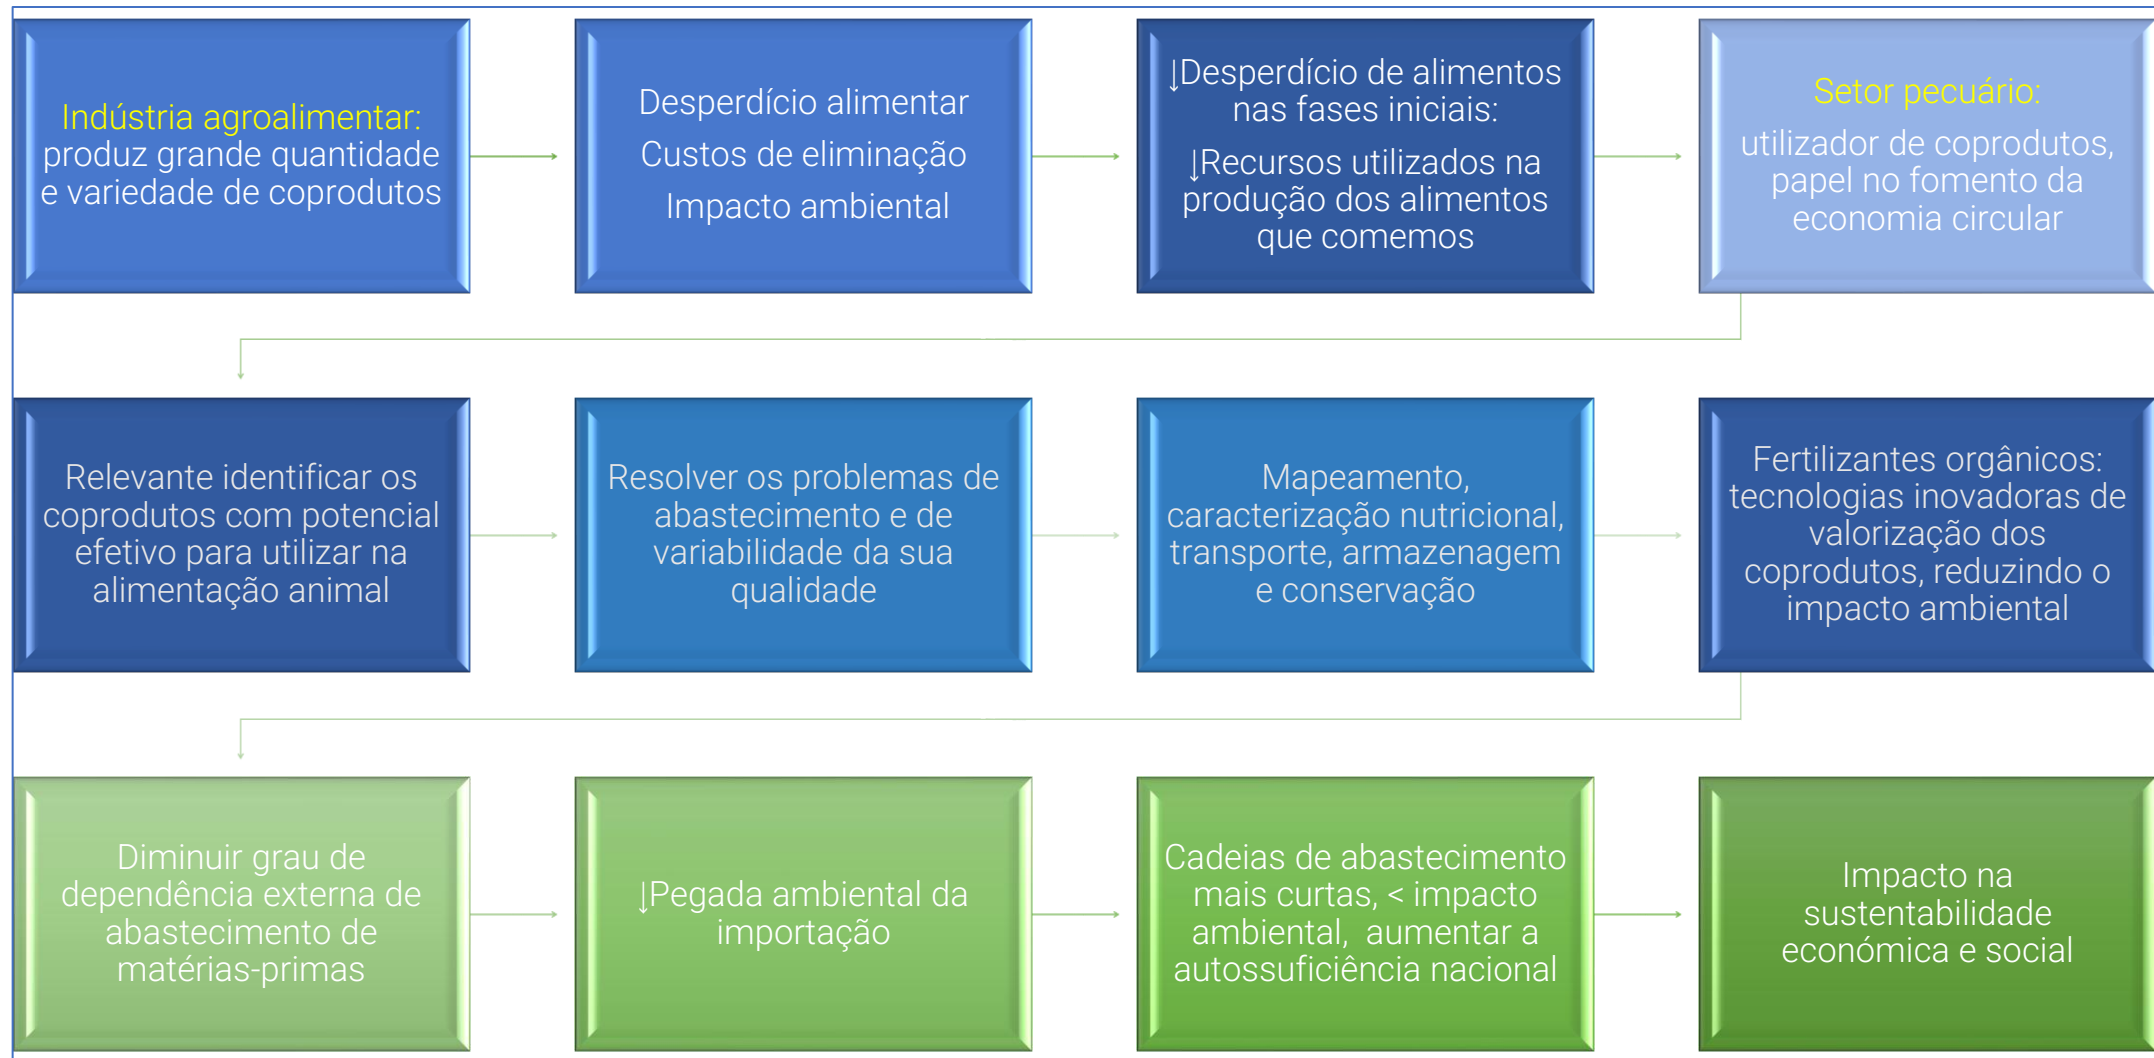 Indústria agroalimentar:
produz grande quantidade
e variedade de coprodutos
Desperdício alimentar
Custos de eliminação
Impacto ambiental
↓Desperdício de alimentos
nas fases iniciais:
↓Recursos utilizados na
produção dos alimentos
que comemos
Setor pecuário:
utilizador de coprodutos,
papel no fomento da
economia circular
Relevante identificar os
coprodutos com potencial
efetivo para utilizar na
alimentação animal
Resolver os problemas de
abastecimento e de
variabilidade da sua
qualidade
Mapeamento,
caracterização nutricional,
transporte, armazenagem
e conservação
Fertilizantes orgânicos:
tecnologias inovadoras de
valorização dos
coprodutos, reduzindo o
impacto ambiental
Diminuir grau de
dependência externa de
abastecimento de
matérias-primas
↓Pegada ambiental da
importação
Cadeias de abastecimento
mais curtas, < impacto
ambiental, aumentar a
autossuficiência nacional
Impacto na
sustentabilidade
económica e social